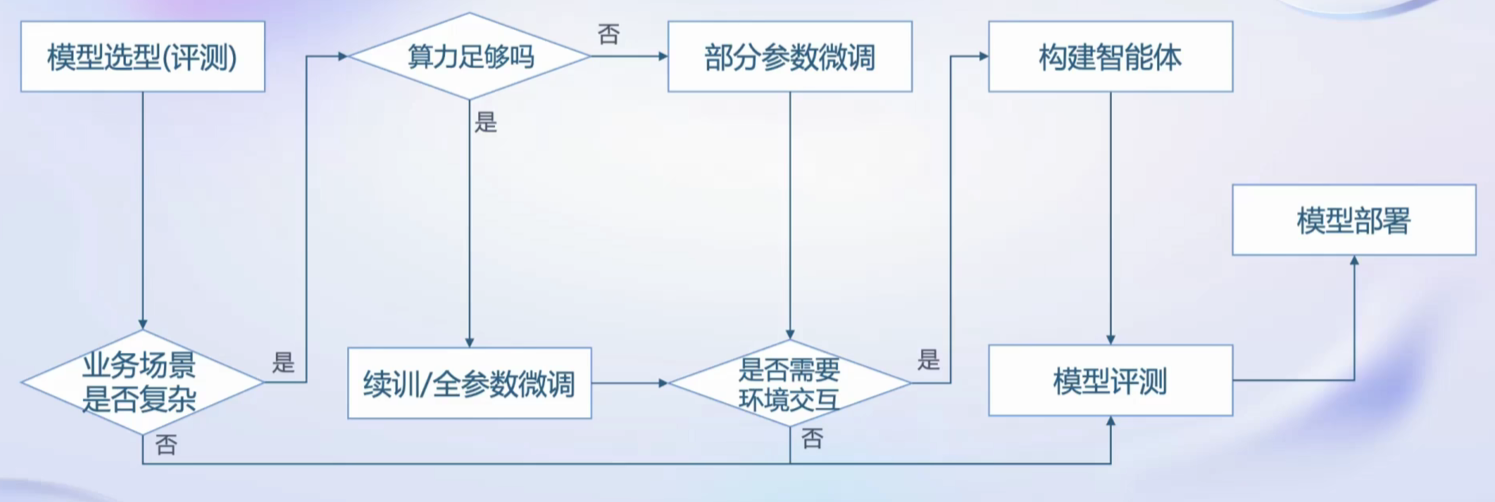 模型选型(评测)
算力足够吗
否
部分参数微调
构建智能体
是
模型部署
业务场景
是否复杂
是
续训/全参数微调
是否需要
环境交互
是
模型评测
否
否